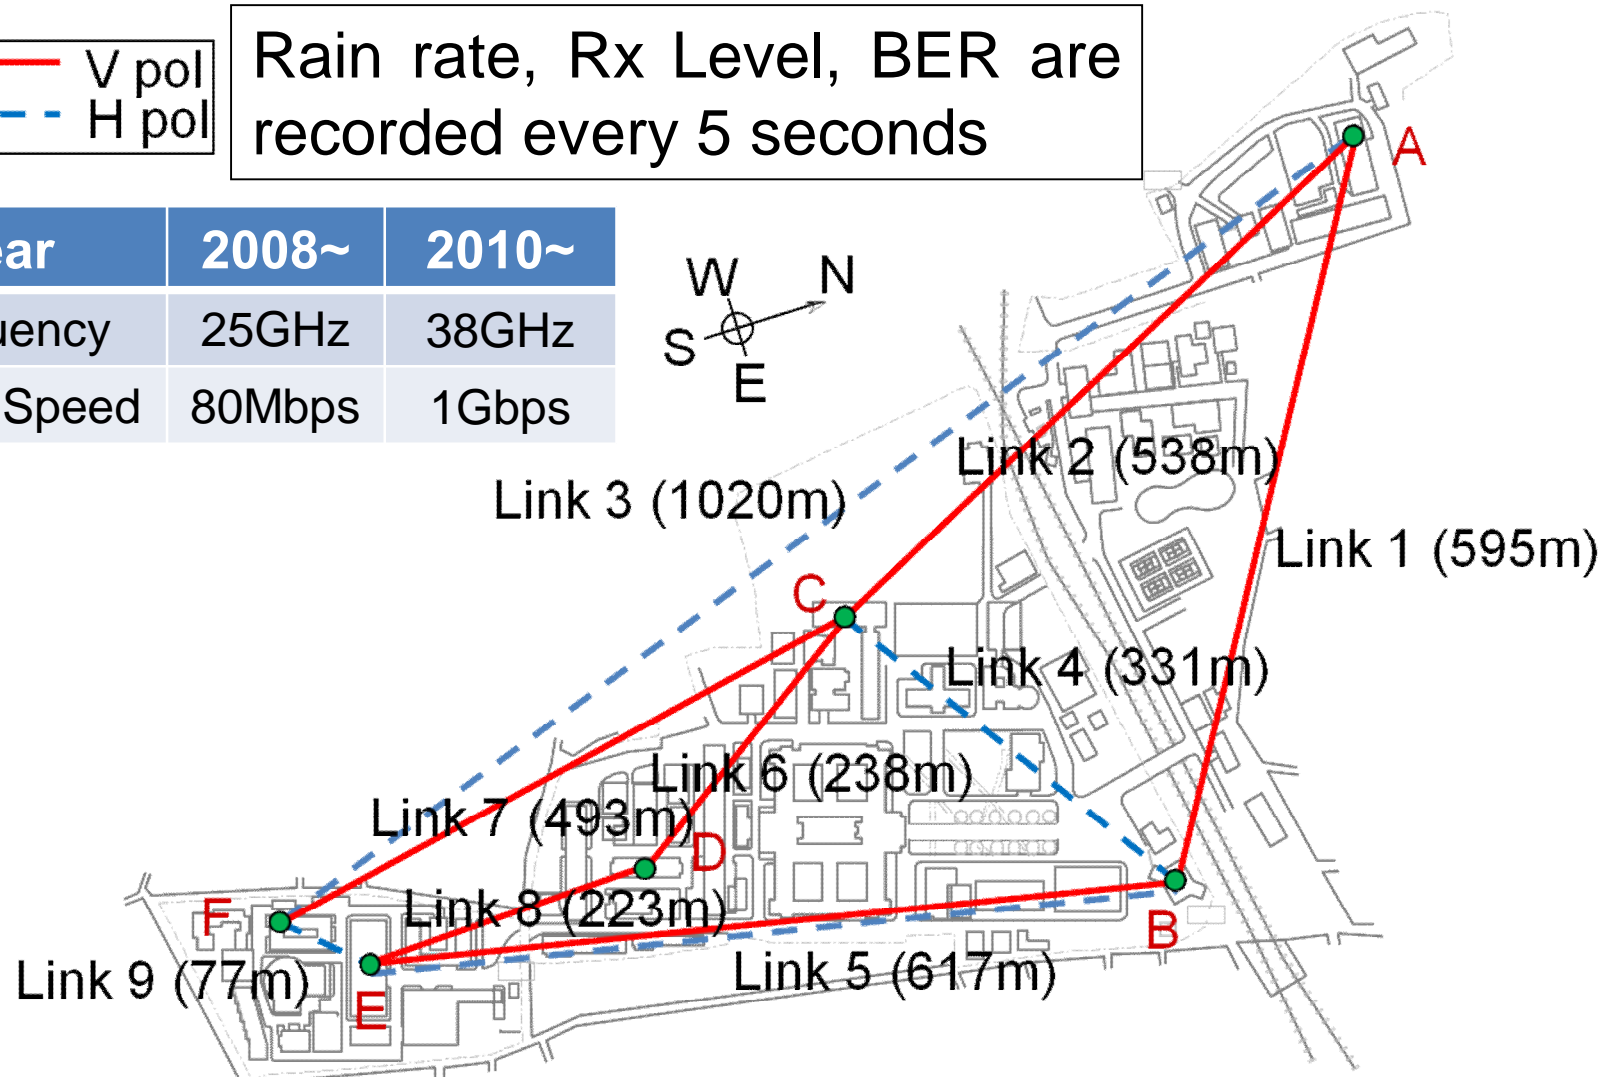 V pol
H pol
Rain rate, Rx Level, BER are
recorded every 5 seconds
A
ear 2008~ 2010~
uency 25GHz 38GHz
Speed 80Mbps 1Gbps
W N
S
E
Link 2 (538m)
Link 3 (1020m)
Link 1 (595m)
C
Link 4 (331m)
Link 6 (238m)
Link 7 (493m)
D
F
Link 8 (223m)
B
Link 9 (77m)
Link 5 (617m)
E